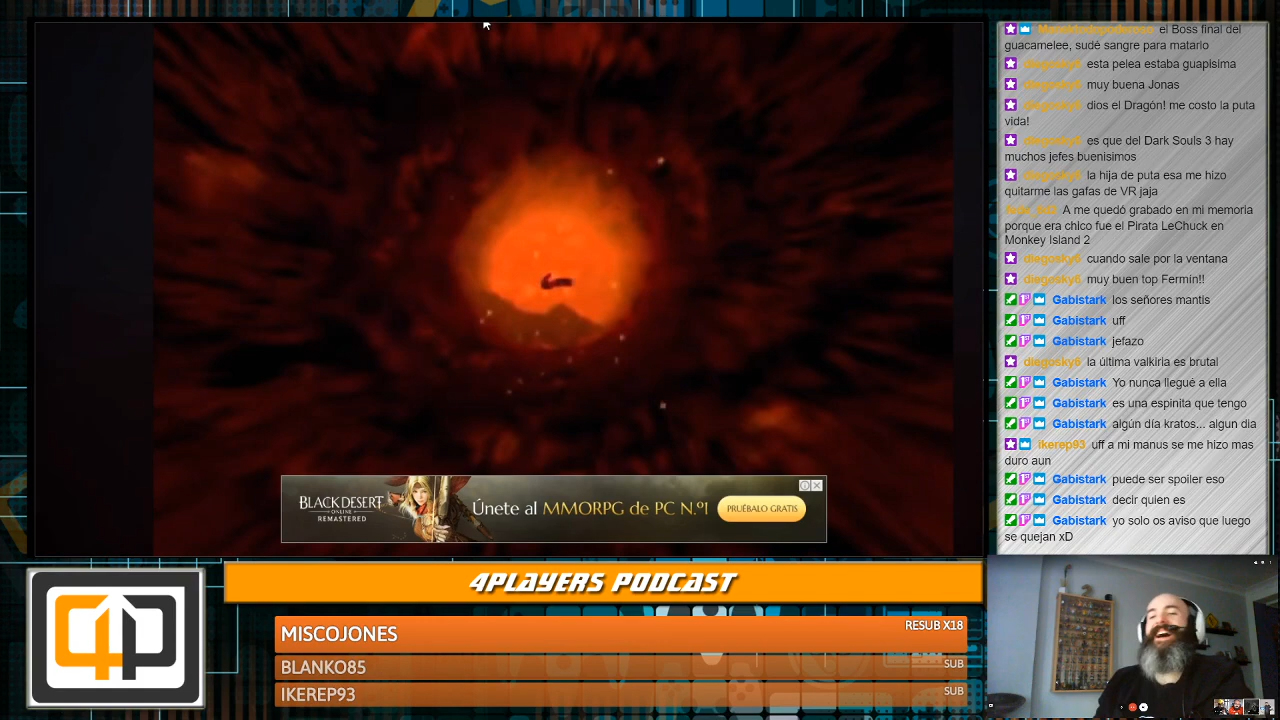 el Boss final del
guacamelee, sudé sangre para matarlo
diegosky6 esta pelea estaba guapisima
diegosky6 muy buena Jonas
diegosky6 dios el Dragón! me costo la puta
vida!
diegosky6 es que del Dark Souls 3 hay
muchos jefes buenisimos
diegosky6 la hija de puta esa me hizo
quitarme las gafas de VR jaja
A me quedó grabado en mi memoria
porque era chico fue el Pirata LeChuck en
Monkey Island 2
diegosky6 cuando sale por la ventana
diegosky6 muy buen top Fermín!!
Gabistark los señores mantis
Gabistark uff
Gabistark jefazo
diegosky6 la última valkiria es brutal
Gabistark Yo nunca llegué a ella
Gabistark es una espinita que tengo
Gabistark algún día kratos... algun dia
ikerep93 uff a mi manus se me hizo mas
duro aun
Gabistark puede ser spoiler eso
Gabistark decir quien es
Gabistark yo solo os aviso que luego
se quejan xD
BLACK DESERT
ONLINE
REMASTERED
Únete al MMORPG de PC N.º1
PRUÉBALO GRATIS
4PLAYERS PODCAST
4P
MISCOJONES RESUB X18
BLANKO85 SUB
IKEREP93 SUB